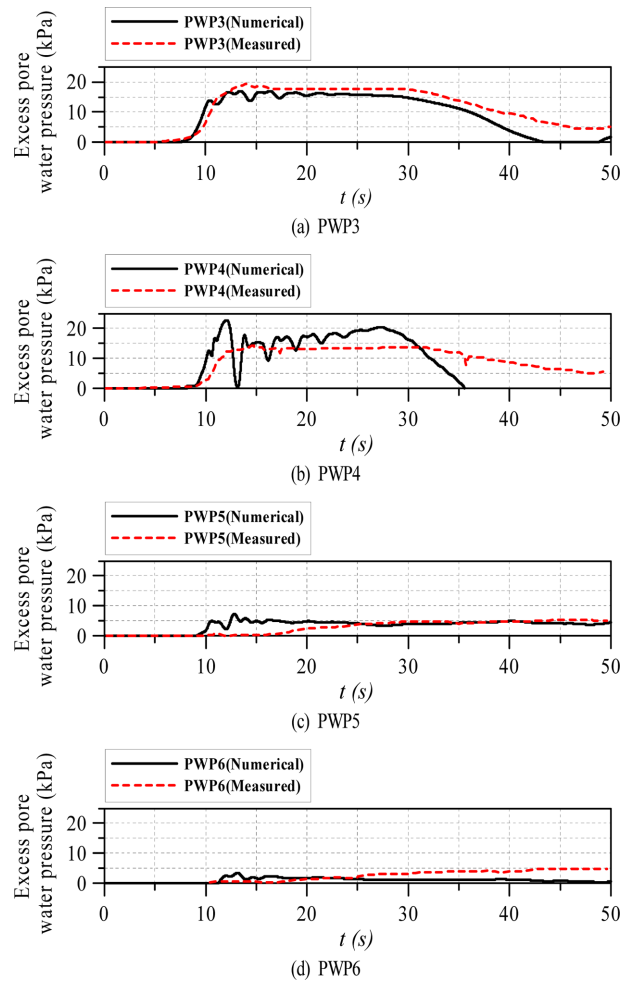 PWP3(Numerical)
PWP3(Measured)
Excess pore
water pressure (kPa)
20
10
0
0 10 20 30 40 50
t (s)
(a) PWP3
PWP4(Numerical)
PWP4(Measured)
Excess pore
water pressure (kPa)
20
10
0
0 10 20 30 40 50
t (s)
(b) PWP4
PWP5(Numerical)
PWP5(Measured)
Excess pore
water pressure (kPa)
20
10
0
0 10 20 30 40 50
t (s)
(c) PWP5
PWP6(Numerical)
PWP6(Measured)
Excess pore
water pressure (kPa)
20
10
0
0 10 20 30 40 50
t (s)
(d) PWP6